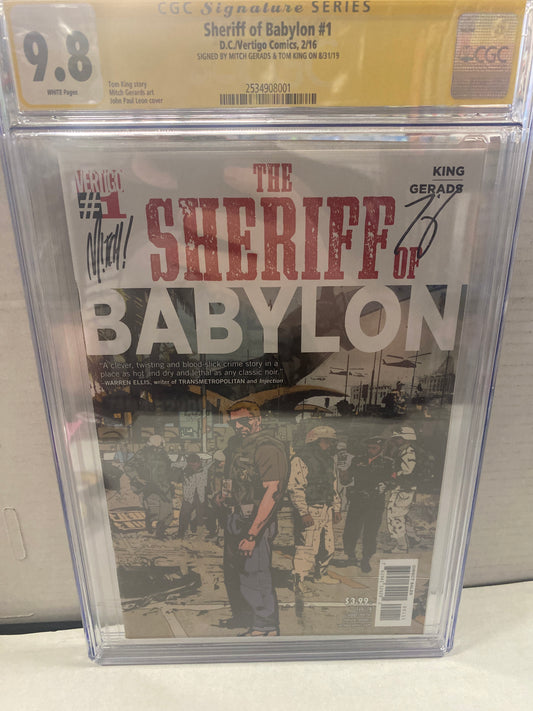 CGC Signature SERIES
9.8
WHITE Pages
Sheriff of Babylon #1
D.C./Vertigo Comics, 2/16
SIGNED BY MITCH GERADS & TOM KING ON 8/31/19
Tom King story
Mitch Gerads art
John Paul Leon cover
2534908001
CGC
VERTIGO
#1
Mitch!
KING
GERADS
THE
SHERIFF OF
BABYLON
"A clever, twisting and blood-slick crime story in a
place as hot and dry and lethal as any classic noir."
—WARREN ELLIS, writer of TRANSMETROPOLITAN and Injection
$3.99